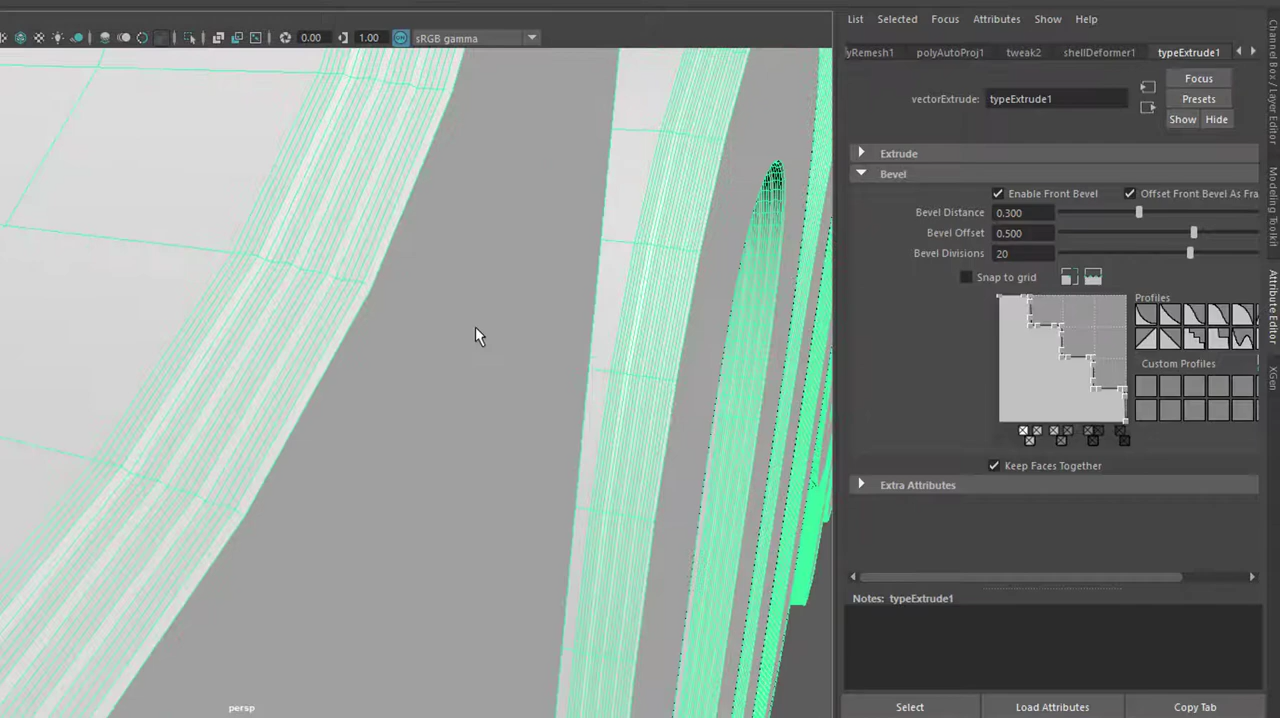 List Selected Focus Attributes Show Help
0.00 1.00 sRGB gamma
yRemesh1 polyAutoProj1 tweak2 shellDeformer1 typeExtrude1
Focus
vectorExtrude: typeExtrude1
Presets
Show Hide
Extrude
Bevel
Enable Front Bevel Offset Front Bevel As Fra
Bevel Distance 0.300
Bevel Offset 0.500
Bevel Divisions 20
Snap to grid
Profiles
Custom Profiles
Keep Faces Together
Extra Attributes
Notes: typeExtrude1
persp
Select Load Attributes Copy Tab
Channel Box / Layer Editor
Modeling Toolkit
Attribute Editor
XGen